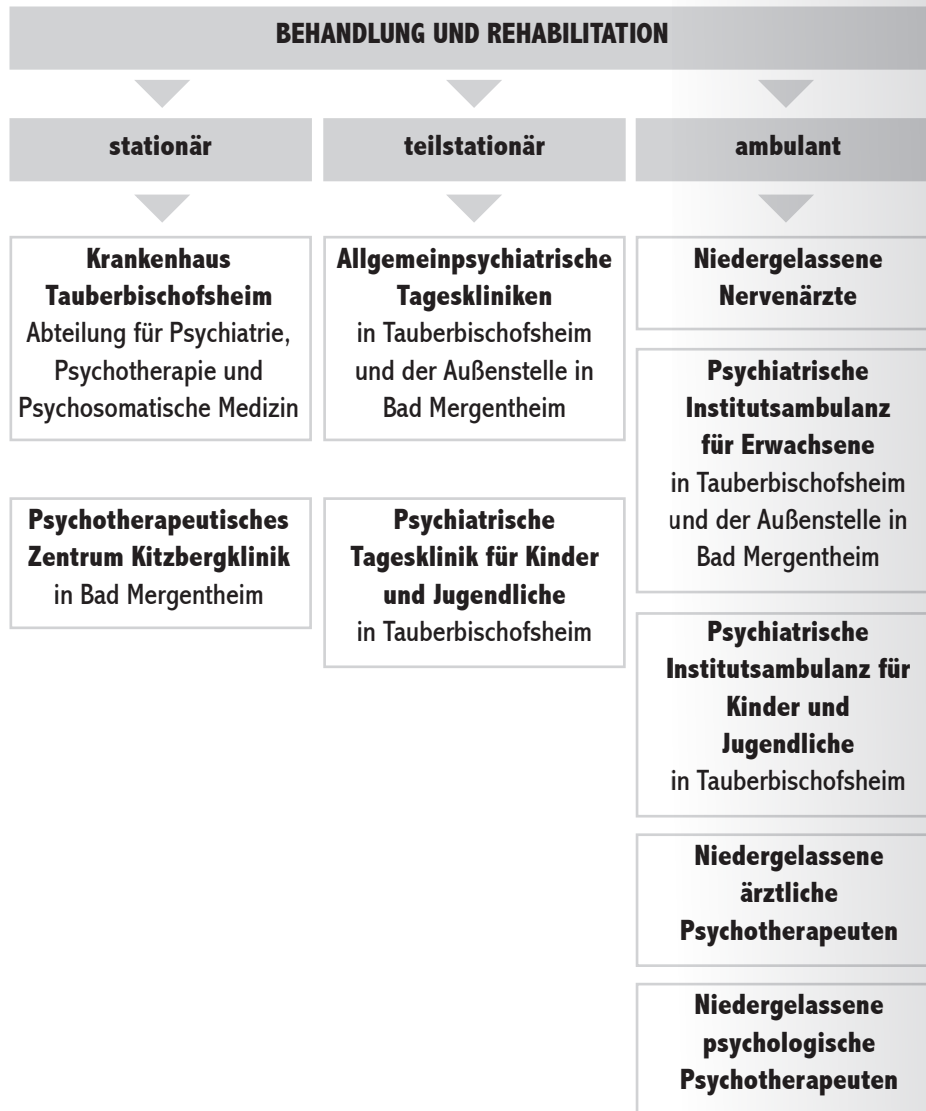 BEHANDLUNG UND REHABILITATION
stationär
Krankenhaus
Tauberbischofsheim
Abteilung für Psychiatrie,
Psychotherapie und
Psychosomatische Medizin
Psychotherapeutisches
Zentrum Kitzbergklinik
in Bad Mergentheim
teilstationär
Allgemeinpsychiatrische
Tageskliniken
in Tauberbischofsheim
und der Außenstelle in
Bad Mergentheim
Psychiatrische
Tagesklinik für Kinder
und Jugendliche
in Tauberbischofsheim
ambulant
Niedergelassene
Nervenärzte
Psychiatrische
Institutsambulanz
für Erwachsene
in Tauberbischofsheim
und der Außenstelle in
Bad Mergentheim
Psychiatrische
Institutsambulanz für
Kinder und
Jugendliche
in Tauberbischofsheim
Niedergelassene
ärztliche
Psychotherapeuten
Niedergelassene
psychologische
Psychotherapeuten